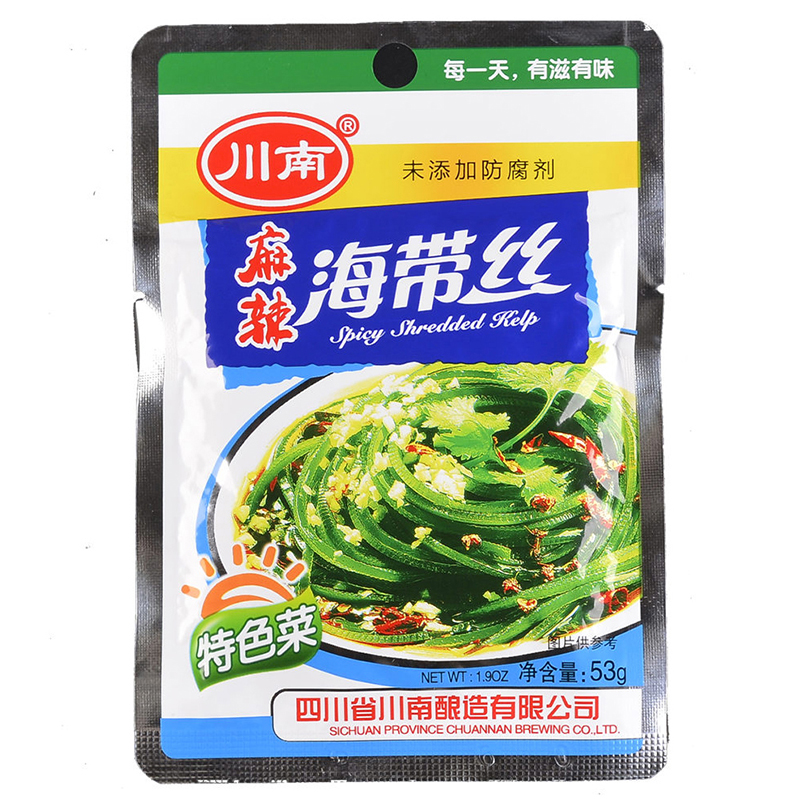 每一天，有滋有味
川南®
未添加防腐剂
麻辣
海带丝
Spicy Shredded Kelp
特色菜
图片供参考
NET WT : 1.9OZ 净含量: 53g
四川省川南酿造有限公司
SICHUAN PROVINCE CHUANNAN BREWING CO.,LTD.